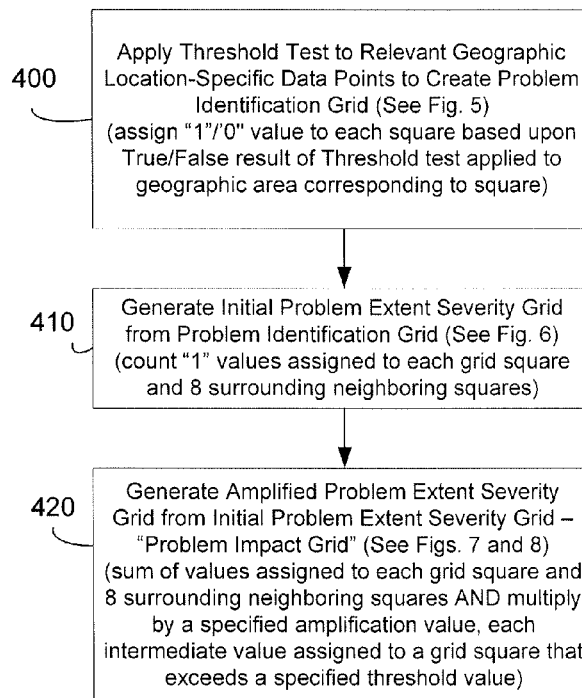 400
Apply Threshold Test to Relevant Geographic
Location-Specific Data Points to Create Problem
Identification Grid (See Fig. 5)
(assign “1”/'0" value to each square based upon
True/False result of Threshold test applied to
geographic area corresponding to square)
410
Generate Initial Problem Extent Severity Grid
from Problem Identification Grid (See Fig. 6)
(count “1” values assigned to each grid square
and 8 surrounding neighboring squares)
420
Generate Amplified Problem Extent Severity
Grid from Initial Problem Extent Severity Grid –
“Problem Impact Grid” (See Figs. 7 and 8)
(sum of values assigned to each grid square and
8 surrounding neighboring squares AND multiply
by a specified amplification value, each
intermediate value assigned to a grid square that
exceeds a specified threshold value)